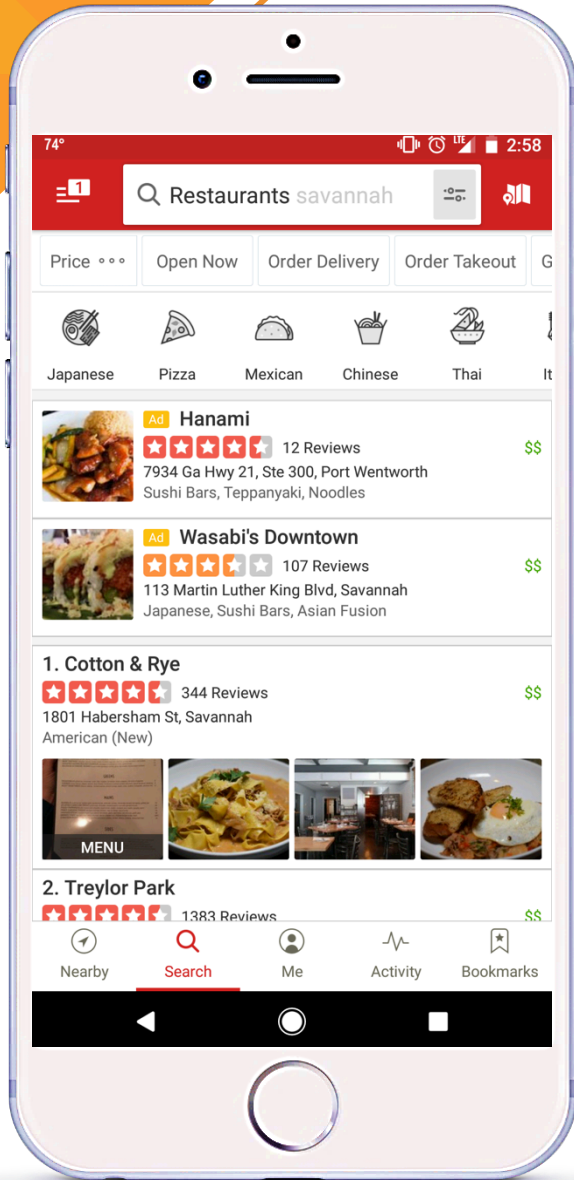 74° LTE 2:58
1
Restaurants savannah
Price Open Now Order Delivery Order Takeout G
Japanese Pizza Mexican Chinese Thai It
Ad Hanami
12 Reviews $$
7934 Ga Hwy 21, Ste 300, Port Wentworth
Sushi Bars, Teppanyaki, Noodles
Ad Wasabi's Downtown
107 Reviews $$
113 Martin Luther King Blvd, Savannah
Japanese, Sushi Bars, Asian Fusion
1. Cotton & Rye
344 Reviews $$
1801 Habersham St, Savannah
American (New)
MENU
2. Treylor Park
1383 Reviews $$
Nearby Search Me Activity Bookmarks